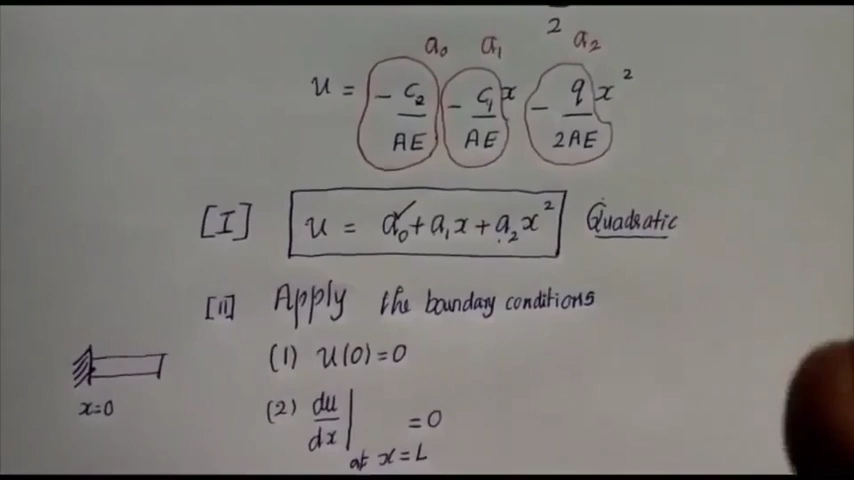 2
a₀ a₁ a₂
u = - C₂/AE - C₁/AE x - q/2AE x²
[I] u = a₀ + a₁x + a₂x² Quadratic
[II] Apply the boundary conditions
(1) u(0) = 0
x=0
(2) du/dx | at x = L = 0